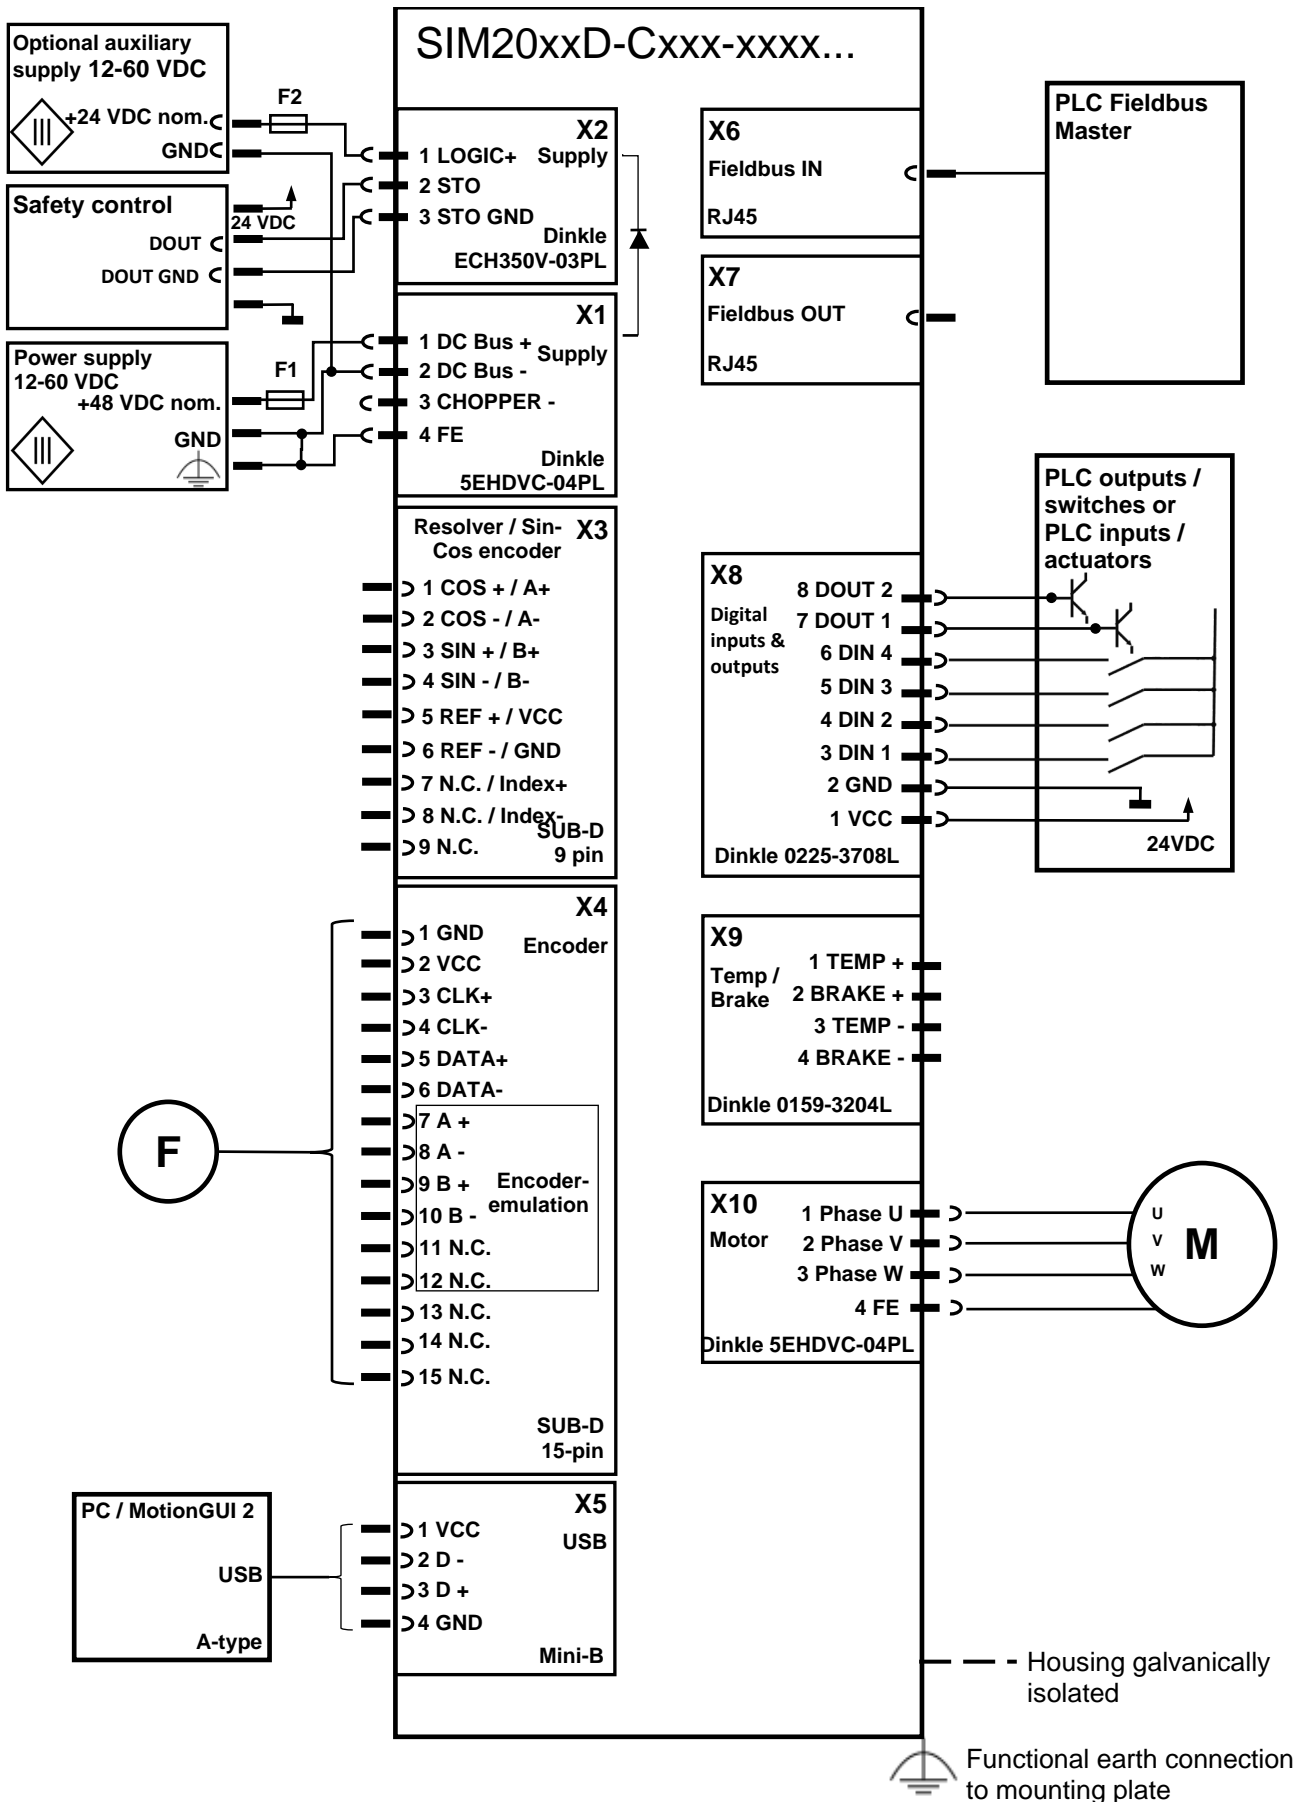 SIM20xxD-Cxxx-xxxx...
Optional auxiliary
supply 12-60 VDC
+24 VDC nom.
GND
F2
Safety control
24 VDC
DOUT
DOUT GND
Power supply
12-60 VDC
+48 VDC nom.
GND
F1
X2
Supply
1 LOGIC+
2 STO
3 STO GND
Dinkle
ECH350V-03PL
X1
Supply
1 DC Bus +
2 DC Bus -
3 CHOPPER -
4 FE
Dinkle
5EHDVC-04PL
Resolver / Sin-
Cos encoder
X3
1 COS + / A+
2 COS - / A-
3 SIN + / B+
4 SIN - / B-
5 REF + / VCC
6 REF - / GND
7 N.C. / Index+
8 N.C. / Index-
9 N.C.
SUB-D
9 pin
X4
Encoder
1 GND
2 VCC
3 CLK+
4 CLK-
5 DATA+
6 DATA-
7 A +
8 A -
9 B +
10 B -
11 N.C.
12 N.C.
13 N.C.
14 N.C.
15 N.C.
Encoder-
emulation
SUB-D
15-pin
F
PC / MotionGUI 2
USB
A-type
X5
USB
1 VCC
2 D -
3 D +
4 GND
Mini-B
X6
Fieldbus IN
RJ45
X7
Fieldbus OUT
RJ45
PLC Fieldbus
Master
X8
Digital
inputs &
outputs
8 DOUT 2
7 DOUT 1
6 DIN 4
5 DIN 3
4 DIN 2
3 DIN 1
2 GND
1 VCC
Dinkle 0225-3708L
PLC outputs /
switches or
PLC inputs /
actuators
24VDC
X9
Temp /
Brake
1 TEMP +
2 BRAKE +
3 TEMP -
4 BRAKE -
Dinkle 0159-3204L
X10
Motor
1 Phase U
2 Phase V
3 Phase W
4 FE
Dinkle 5EHDVC-04PL
U
V
W
M
Housing galvanically
isolated
Functional earth connection
to mounting plate